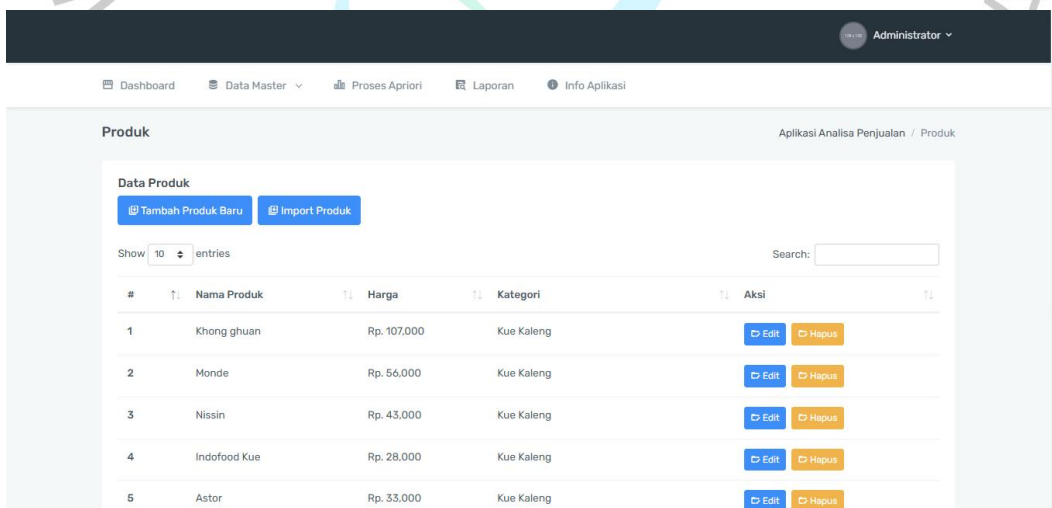 Administrator
Dashboard Data Master Proses Apriori Laporan Info Aplikasi
Produk
Aplikasi Analisa Penjualan / Produk
Data Produk
Tambah Produk Baru Import Produk
Show 10 entries
Search:
# Nama Produk Harga Kategori Aksi
1 Khong ghuan Rp. 107,000 Kue Kaleng Edit Hapus
2 Monde Rp. 56,000 Kue Kaleng Edit Hapus
3 Nissin Rp. 43,000 Kue Kaleng Edit Hapus
4 Indofood Kue Rp. 28,000 Kue Kaleng Edit Hapus
5 Astor Rp. 33,000 Kue Kaleng Edit Hapus